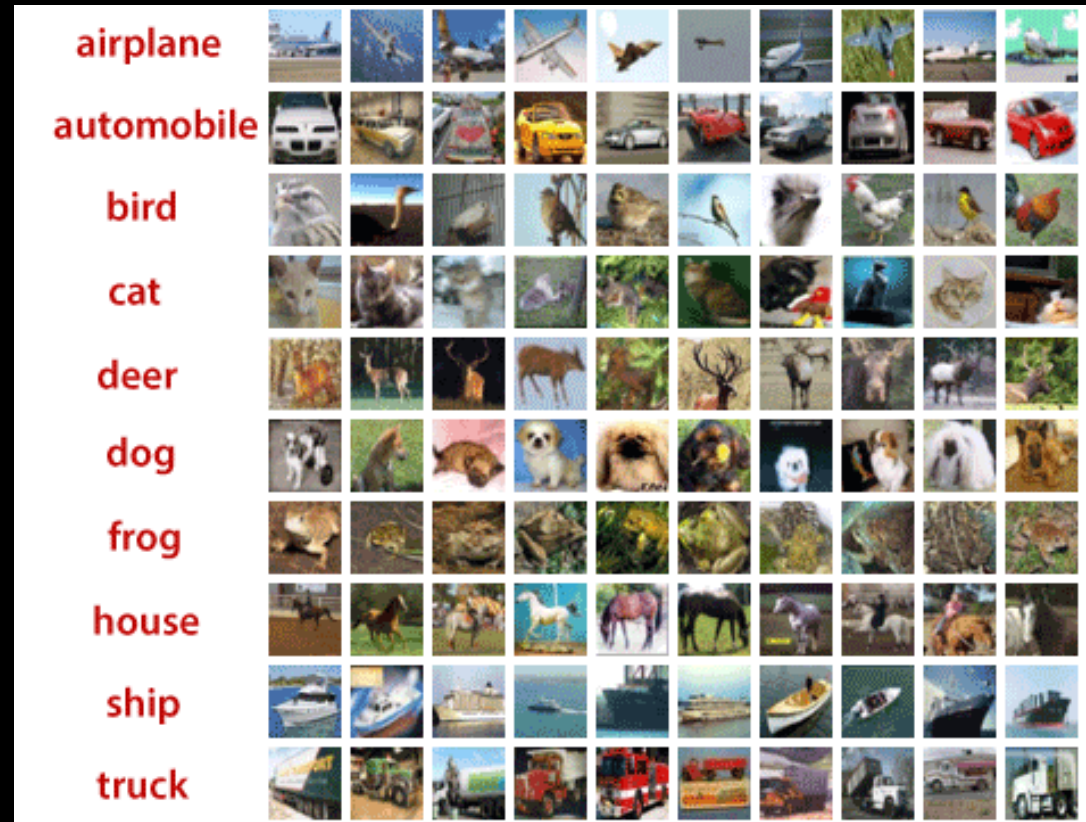 airplane
automobile
bird
cat
deer
dog
frog
house
ship
truck